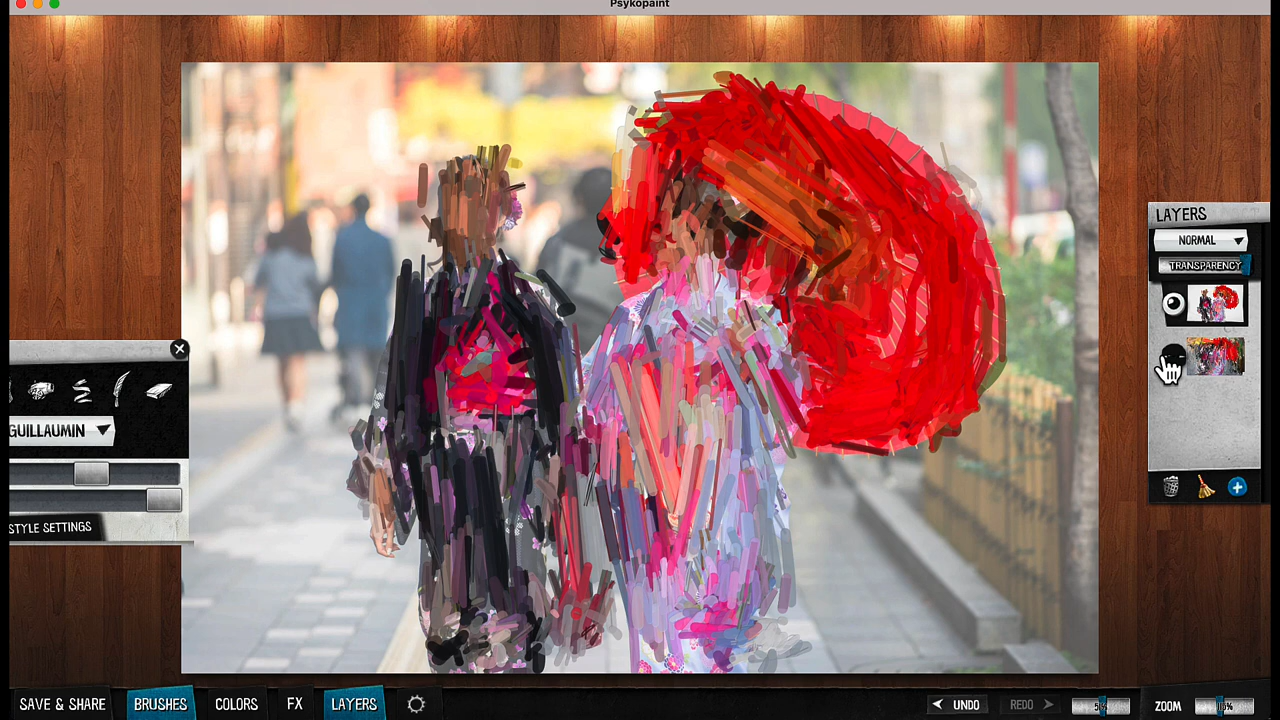 Psykopaint
LAYERS
NORMAL
TRANSPARENCY
GUILLAUMIN
STYLE SETTINGS
SAVE & SHARE
BRUSHES
COLORS
FX
LAYERS
UNDO
REDO
ZOOM